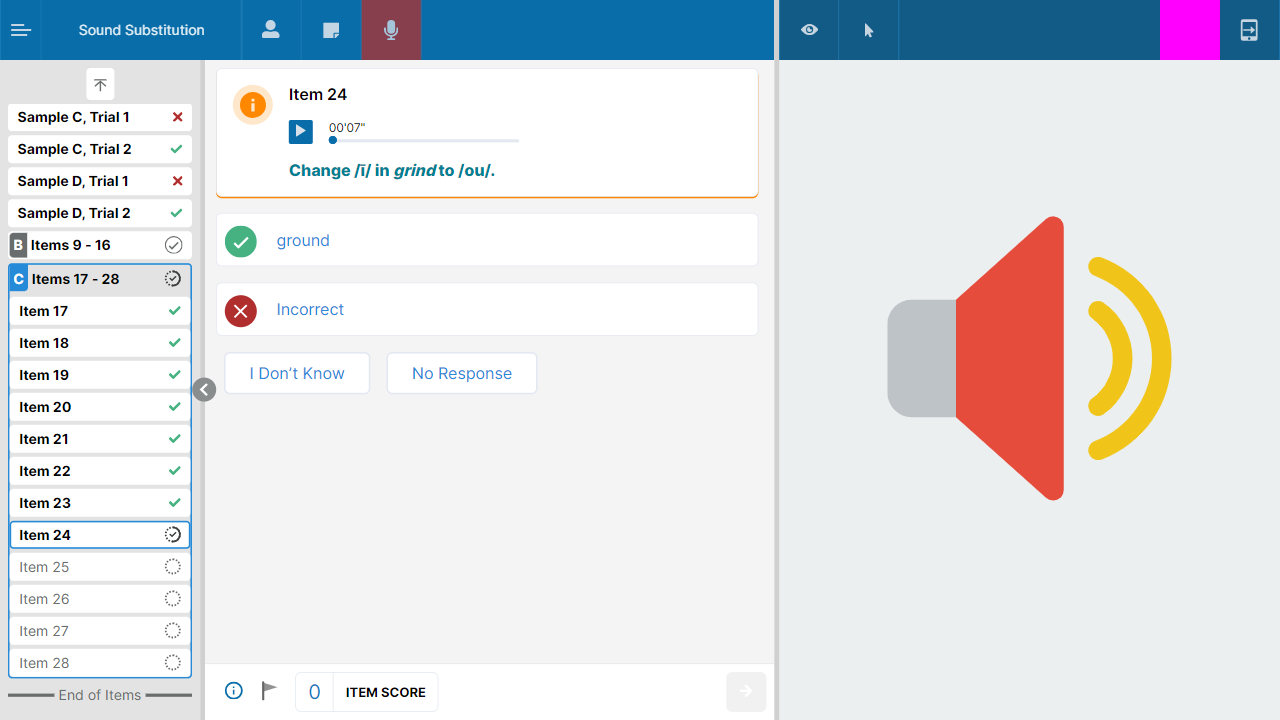 Sound Substitution
Sample C, Trial 1
Sample C, Trial 2
Sample D, Trial 1
Sample D, Trial 2
B Items 9 - 16
C Items 17 - 28
Item 17
Item 18
Item 19
Item 20
Item 21
Item 22
Item 23
Item 24
Item 25
Item 26
Item 27
Item 28
End of Items
Item 24
00'07"
Change /ī/ in grind to /ou/.
ground
Incorrect
I Don’t Know
No Response
0 ITEM SCORE